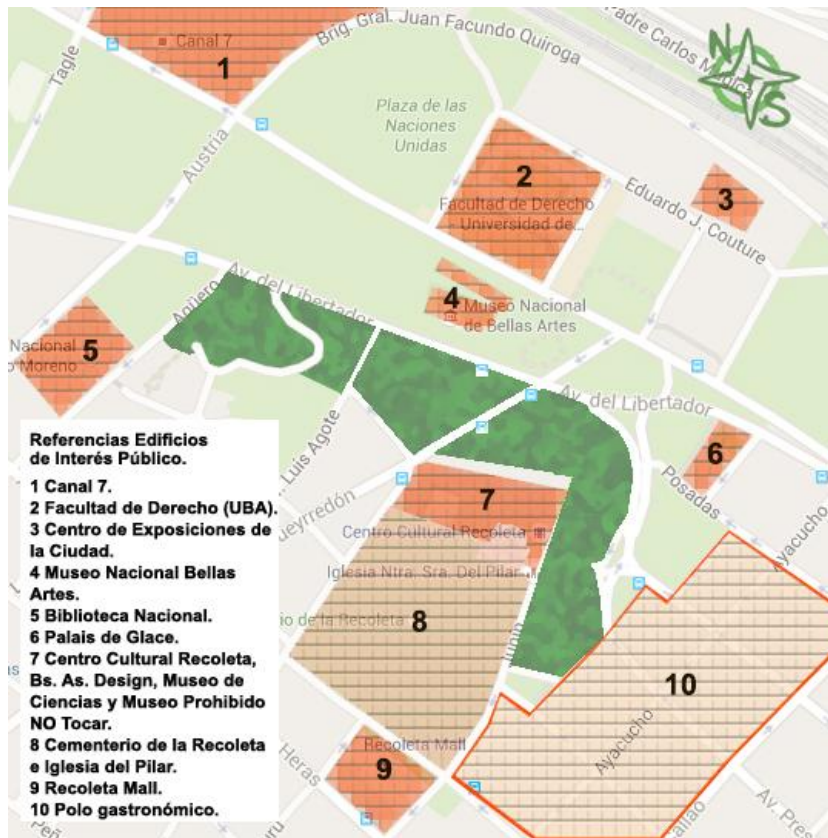 Canal 7
1
Brig. Gral. Juan Facundo Quiroga
Padre Carlos Mugica
N
S
Tagle
Plaza de las
Naciones
Unidas
Austria
2
Facultad de Derecho
Universidad de...
3
Eduardo J. Couture
Av. del Libertador
Agüero
4
Museo Nacional
de Bellas Artes
Nacional
o Moreno
5
Av. del Libertador
Luis Agote
6
Posadas
ueyrredón
7
Centro Cultural Recoleta
Iglesia Ntra. Sra. Del Pilar
Ayacucho
io de la Recoleta
8
Junín
10
Ayacucho
Recoleta Mall
9
Heras
Callao
Av. Pres
Peñ
Referencias Edificios
de Interés Público.
1 Canal 7.
2 Facultad de Derecho (UBA).
3 Centro de Exposiciones de
la Ciudad.
4 Museo Nacional Bellas
Artes.
5 Biblioteca Nacional.
6 Palais de Glace.
7 Centro Cultural Recoleta,
Bs. As. Design, Museo de
Ciencias y Museo Prohibido
NO Tocar.
8 Cementerio de la Recoleta
e Iglesia del Pilar.
9 Recoleta Mall.
10 Polo gastronómico.